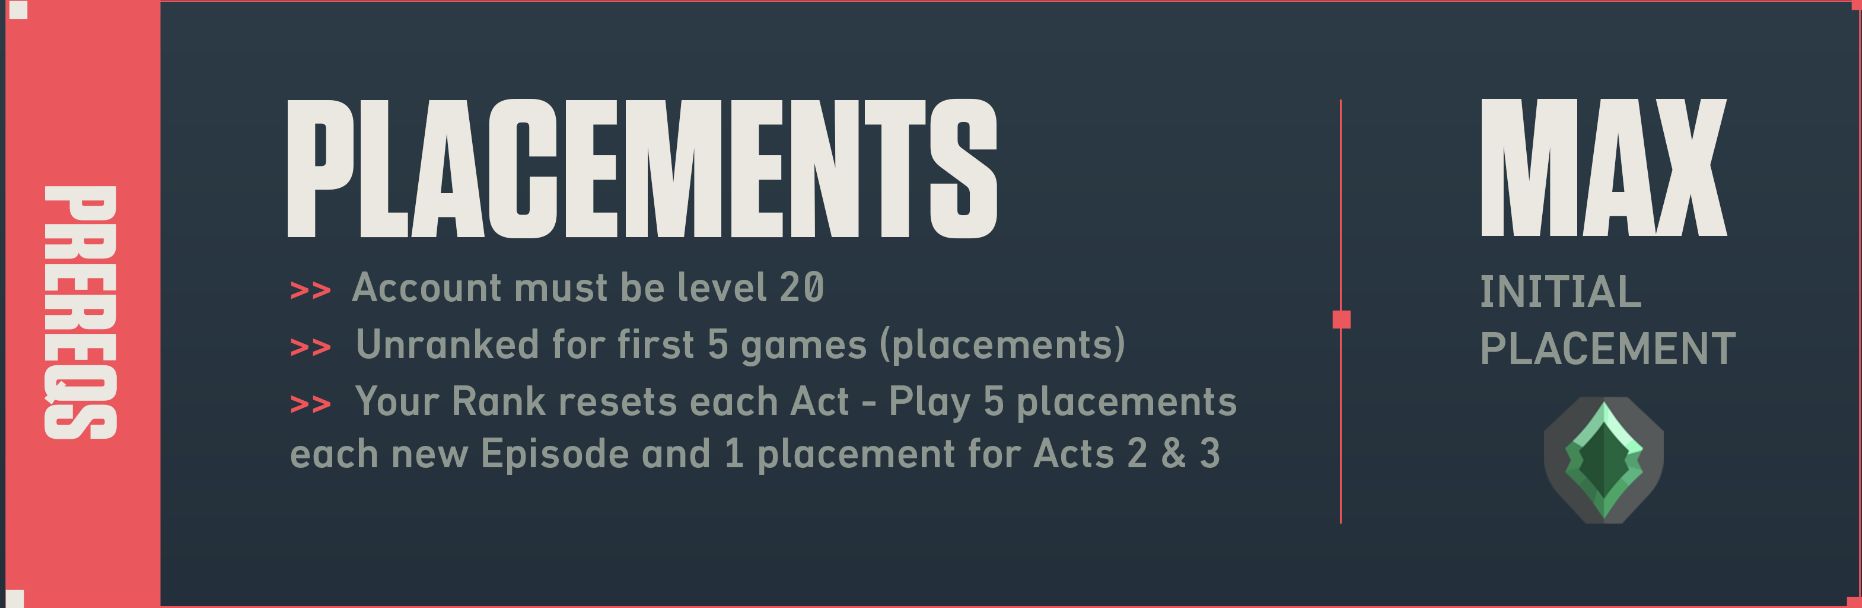 PREREQS
PLACEMENTS
>> Account must be level 20
>> Unranked for first 5 games (placements)
>> Your Rank resets each Act - Play 5 placements
each new Episode and 1 placement for Acts 2 & 3
MAX
INITIAL
PLACEMENT